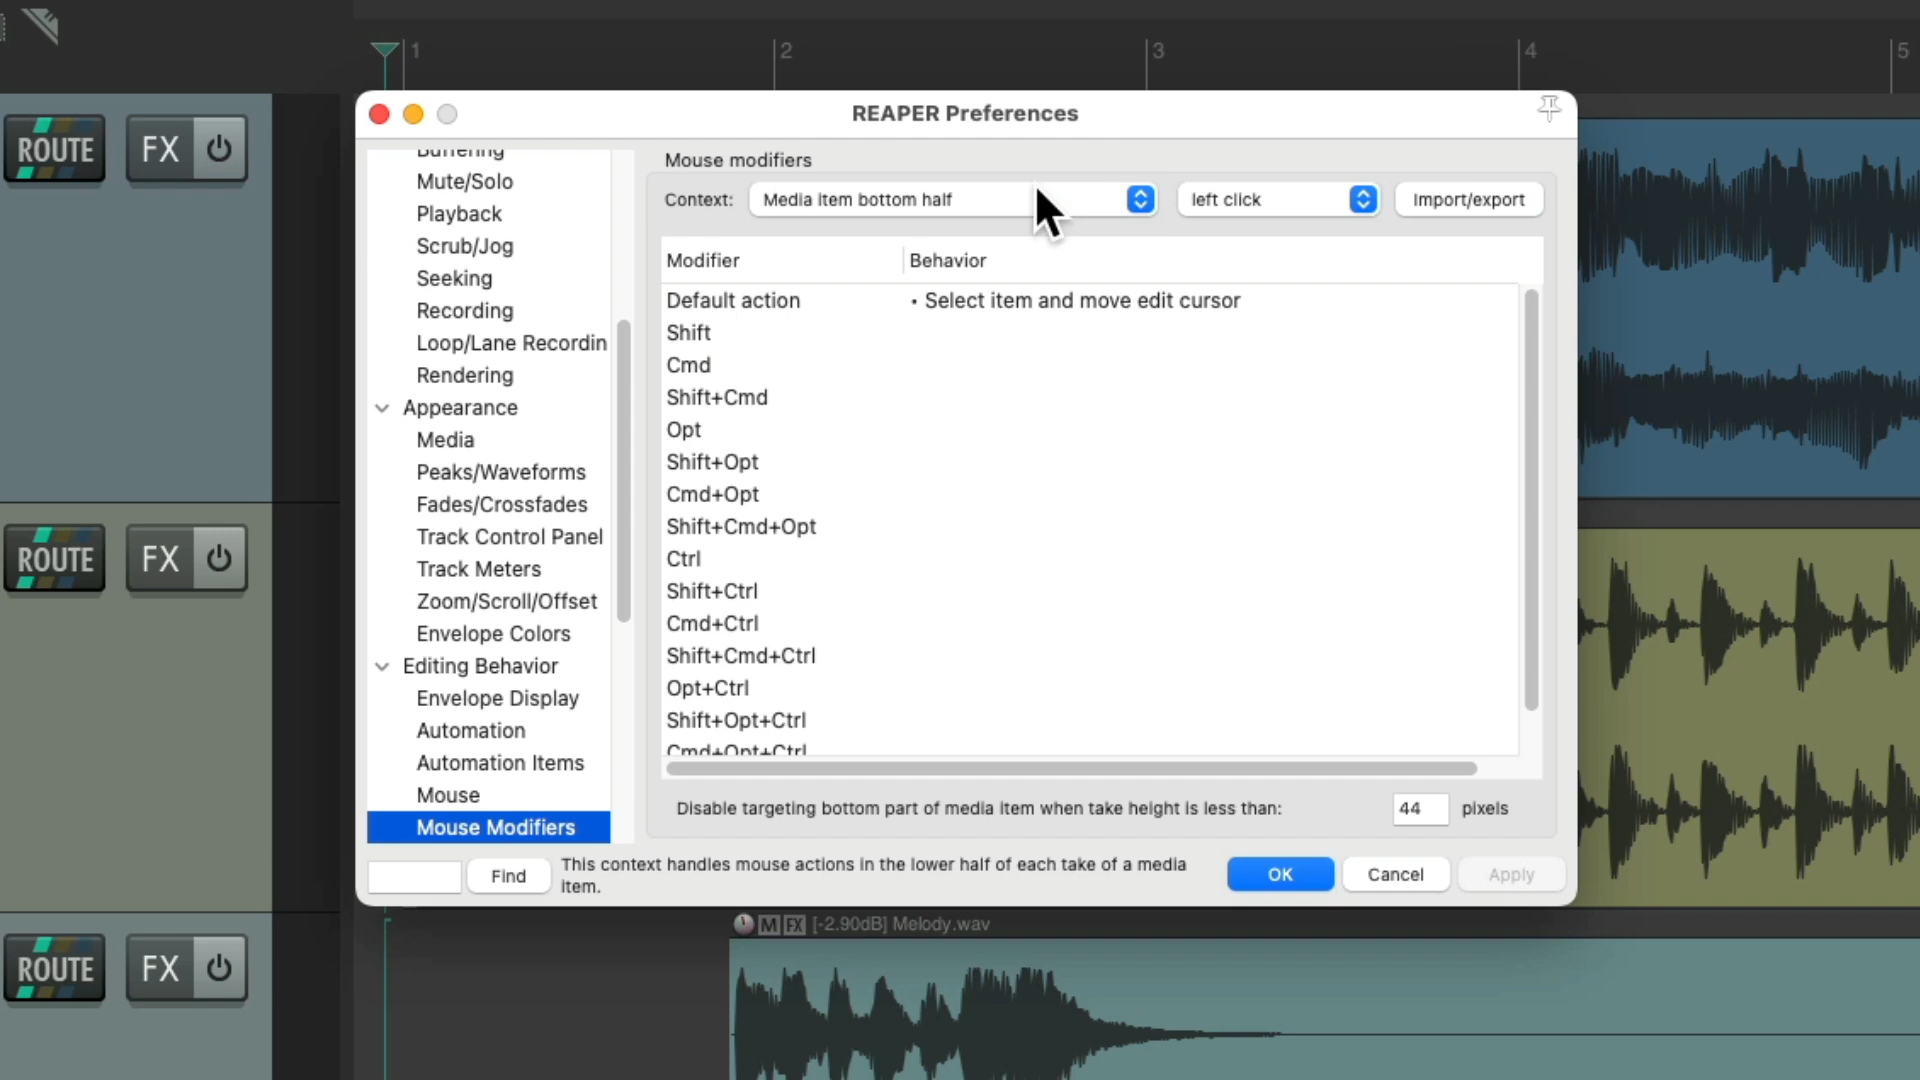 1
2
3
4
5
ROUTE
FX
ROUTE
FX
ROUTE
FX
REAPER Preferences
Buffering
Mute/Solo
Playback
Scrub/Jog
Seeking
Recording
Loop/Lane Recordin
Rendering
Appearance
Media
Peaks/Waveforms
Fades/Crossfades
Track Control Panel
Track Meters
Zoom/Scroll/Offset
Envelope Colors
Editing Behavior
Envelope Display
Automation
Automation Items
Mouse
Mouse Modifiers
Mouse modifiers
Context: Media item bottom half left click Import/export
Modifier Behavior
Default action • Select item and move edit cursor
Shift
Cmd
Shift+Cmd
Opt
Shift+Opt
Cmd+Opt
Shift+Cmd+Opt
Ctrl
Shift+Ctrl
Cmd+Ctrl
Shift+Cmd+Ctrl
Opt+Ctrl
Shift+Opt+Ctrl
Cmd+Opt+Ctrl
Disable targeting bottom part of media item when take height is less than: 44 pixels
Find
This context handles mouse actions in the lower half of each take of a media
item.
OK Cancel Apply
M FX [-2.90dB] Melody.wav